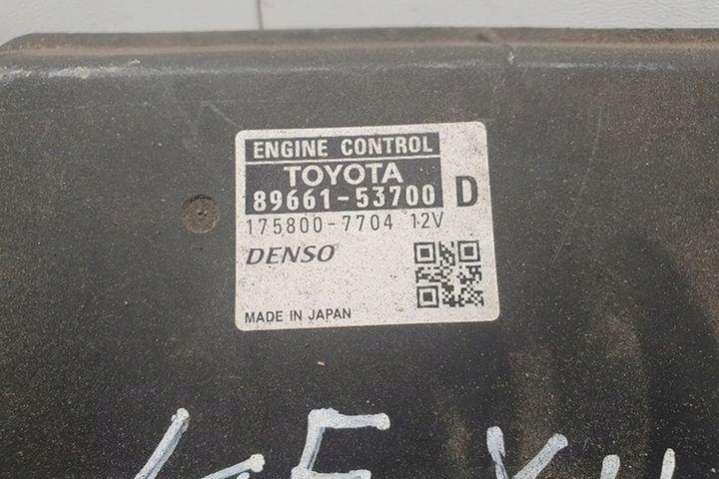 ENGINE CONTROL
TOYOTA
89661-53700 D
175800-7704 12V
DENSO
MADE IN JAPAN